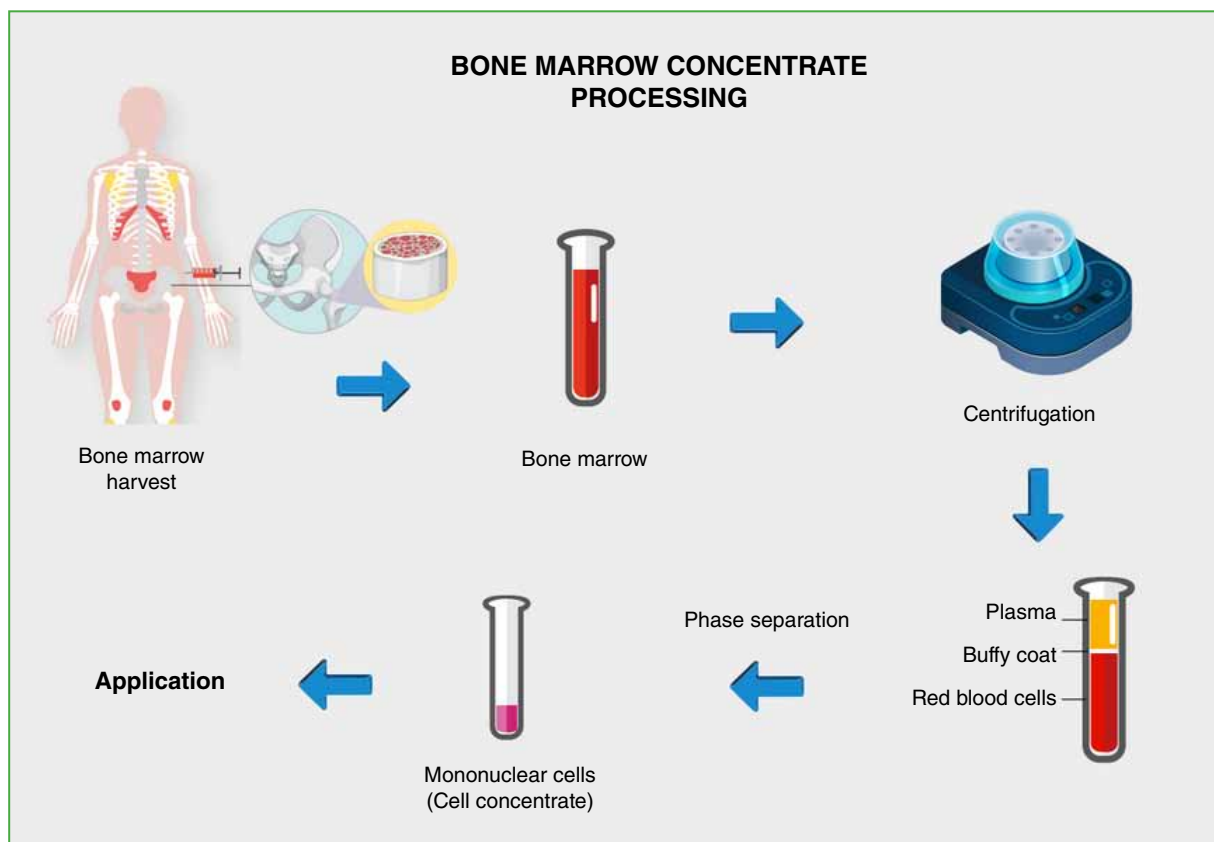 BONE MARROW CONCENTRATE
PROCESSING
Bone marrow
harvest
Bone marrow
Centrifugation
Plasma
Buffy coat
Red blood cells
Phase separation
Mononuclear cells
(Cell concentrate)
Application